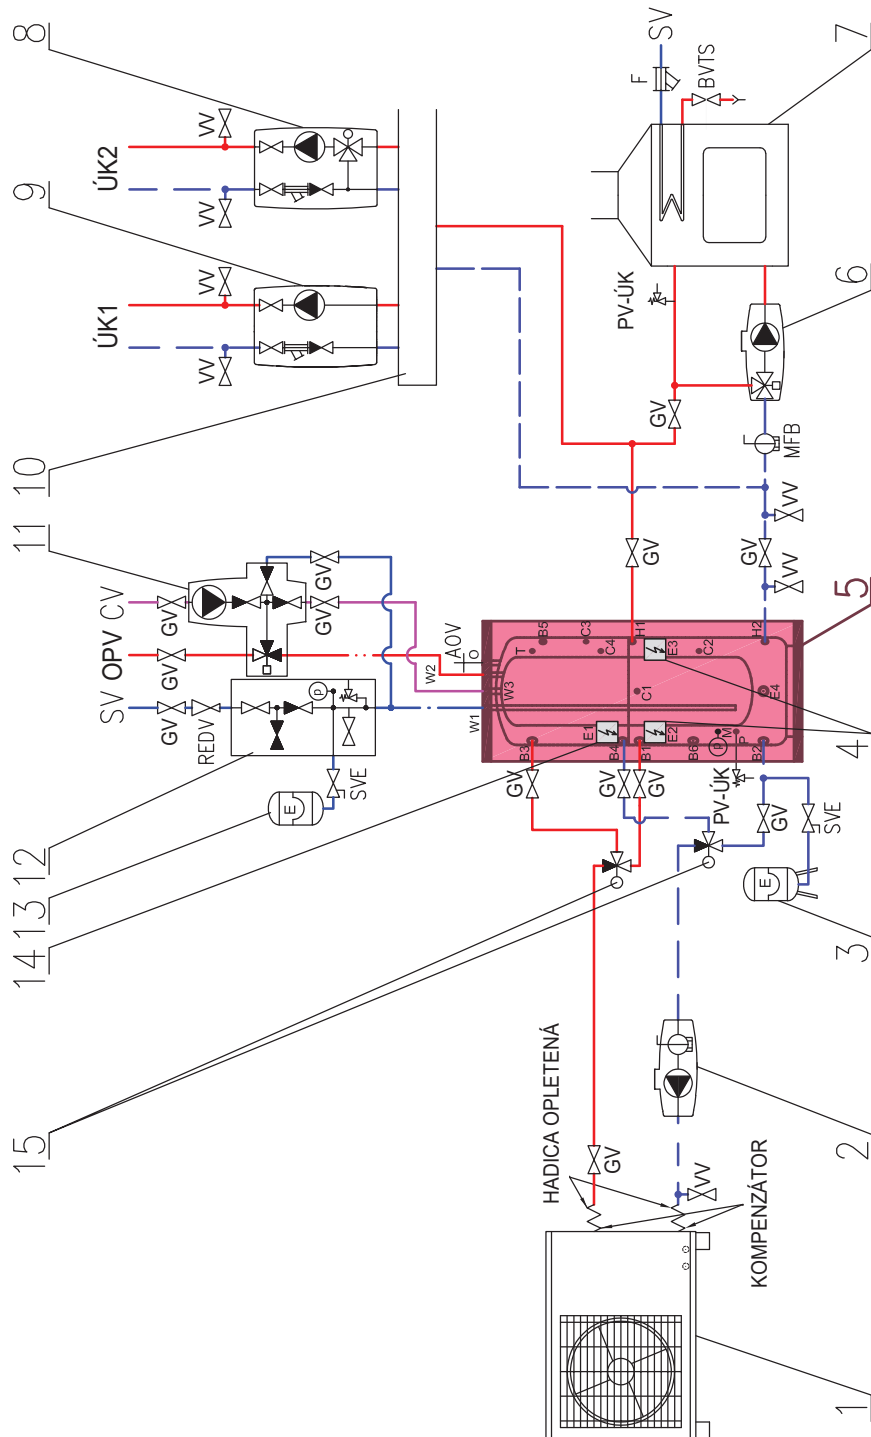 8
9
10
11
12
13
14
15
SV
F
BVTS
7
VV
ÚK2
VV
VV
ÚK1
VV
PV-ÚK
6
GV
MFB
VV
GV
VV
GV
CV
OPV
SV
GV
GV
GV
REDV
GV
GV
P
E
SVE
AOV
O
W2
W3
W1
T
B5
C3
C4
H1
E3
C2
H2
C1
E4
E1
E2
B3
B4
B1
B6
M
P
P
B2
5
4
GV
GV
GV
PV-ÚK
GV
SVE
E
3
HADICA OPLETENÁ
GV
VV
KOMPENZÁTOR
2
1